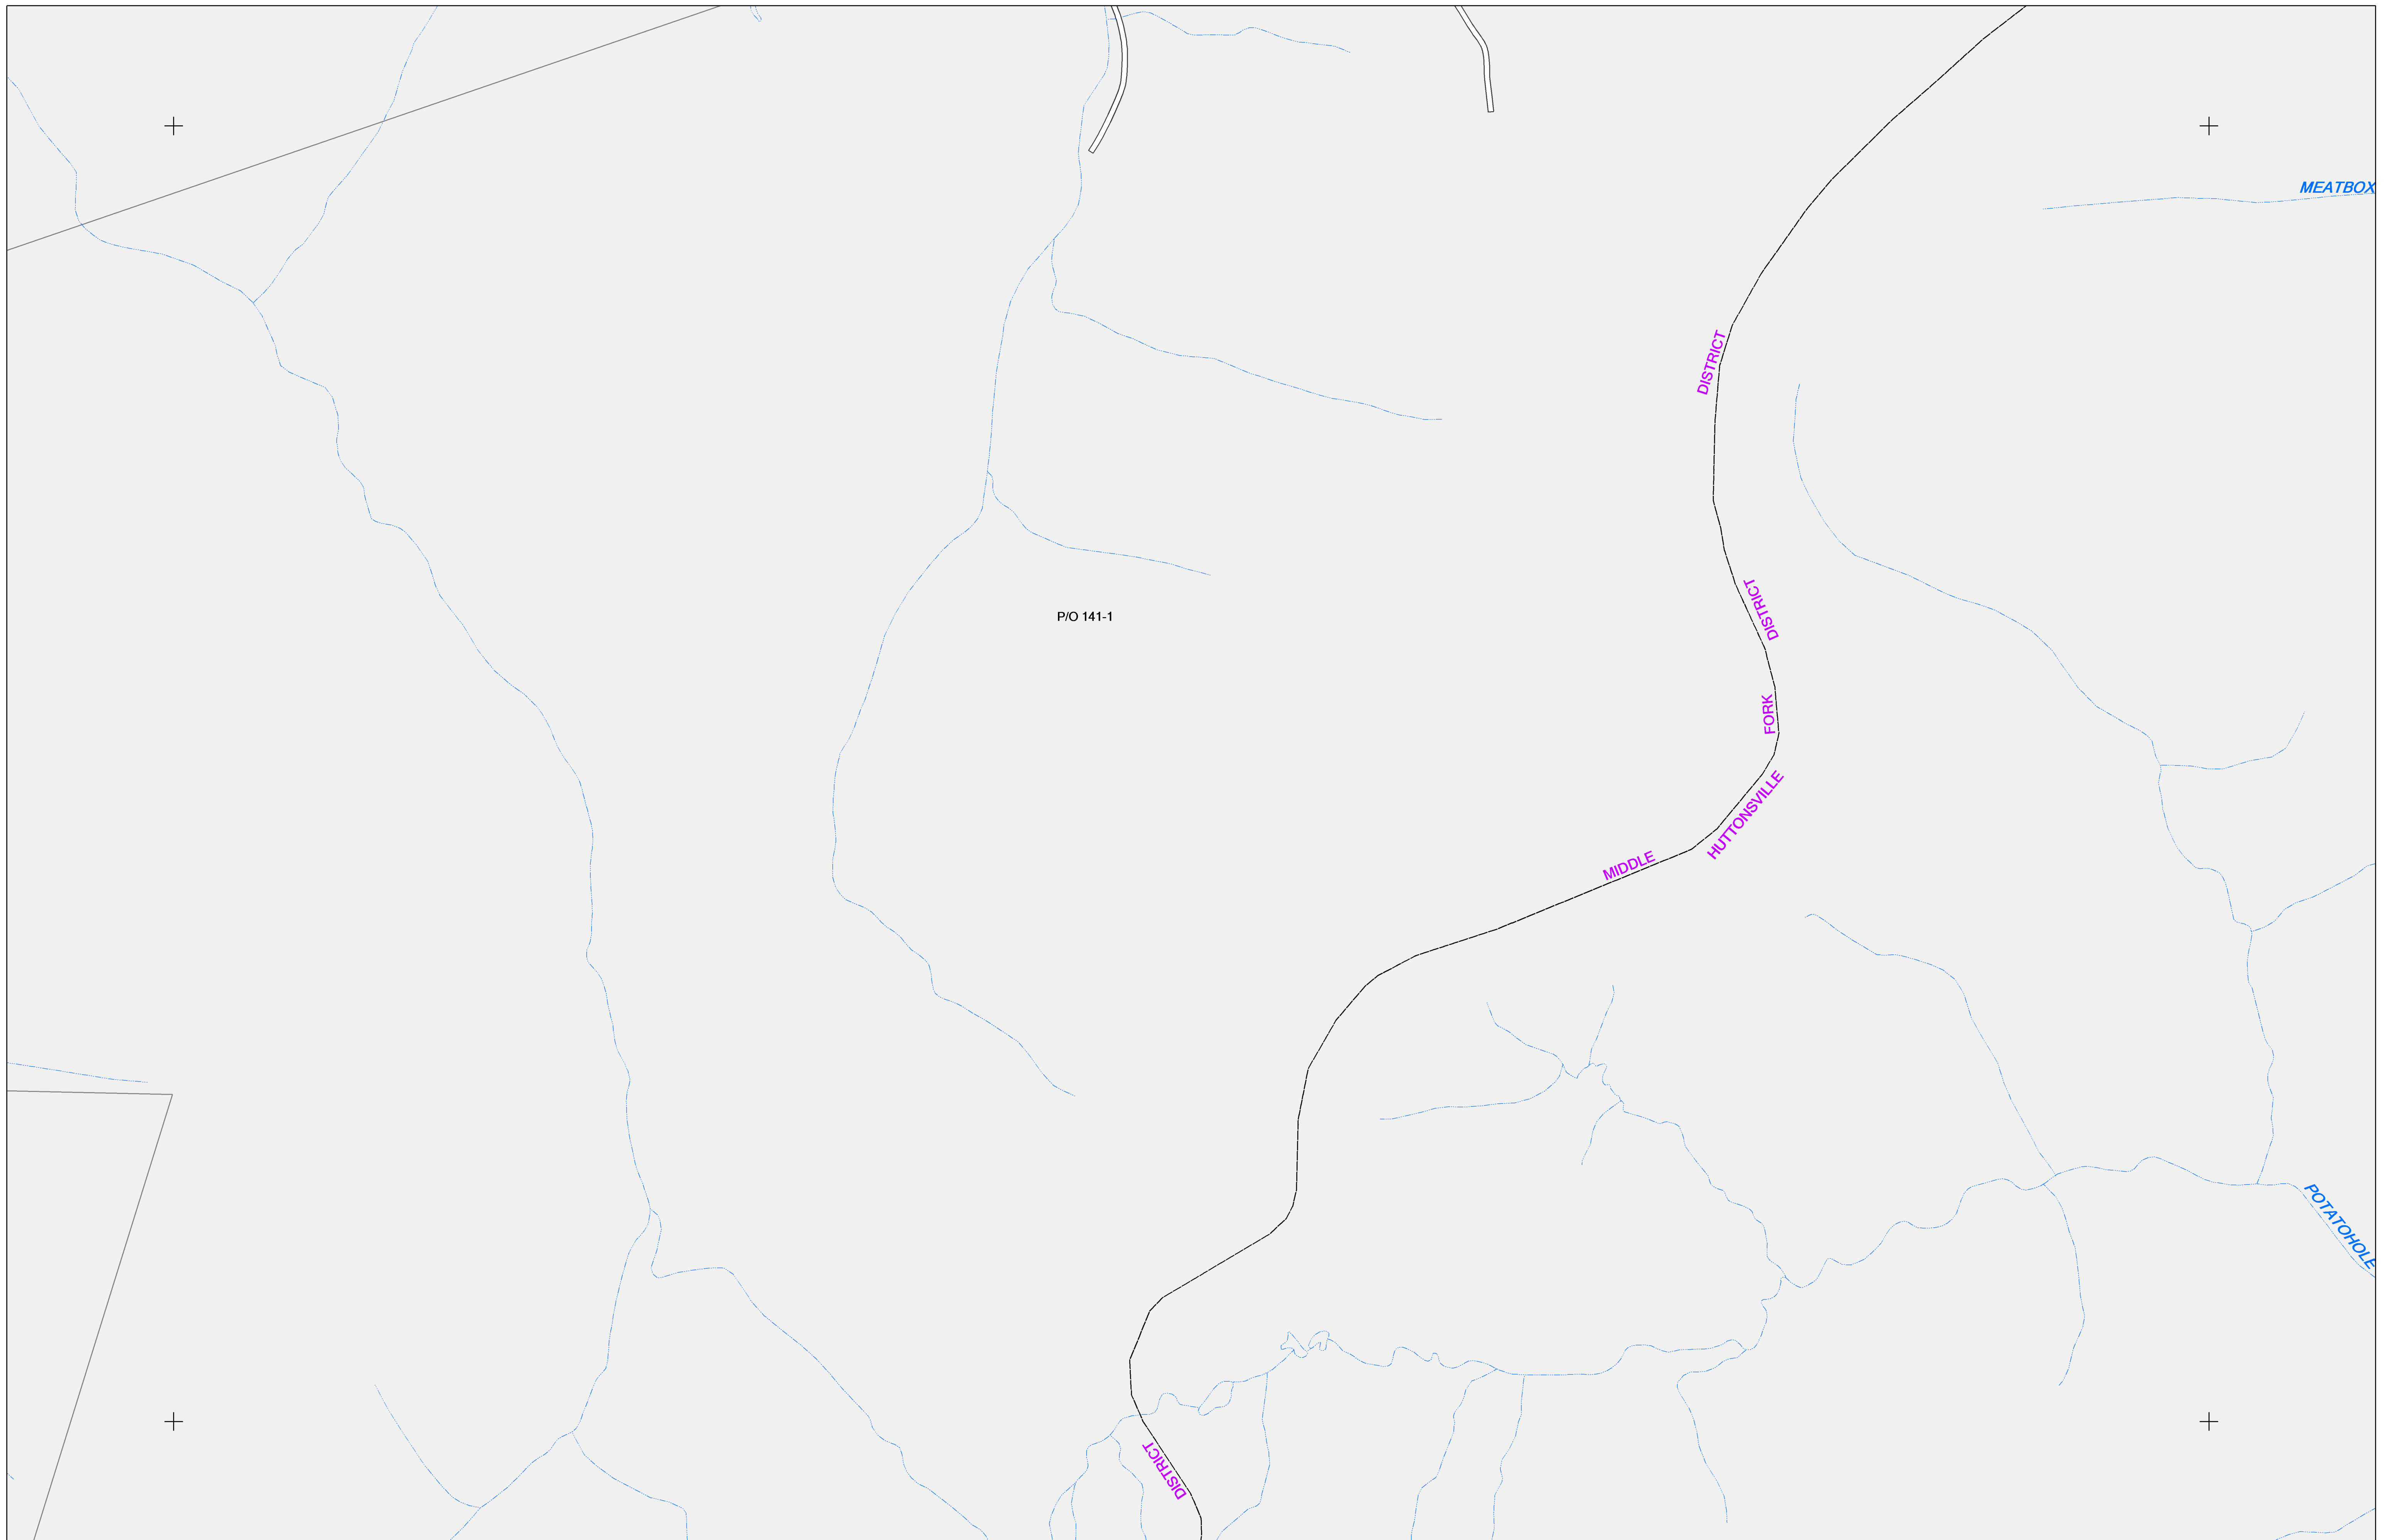 MEATBOX
DISTRICT
DISTRICT
P/O 141-1
FORK
HUTTONSVILLE
MIDDLE
POTATOHOLE
DISTRICT